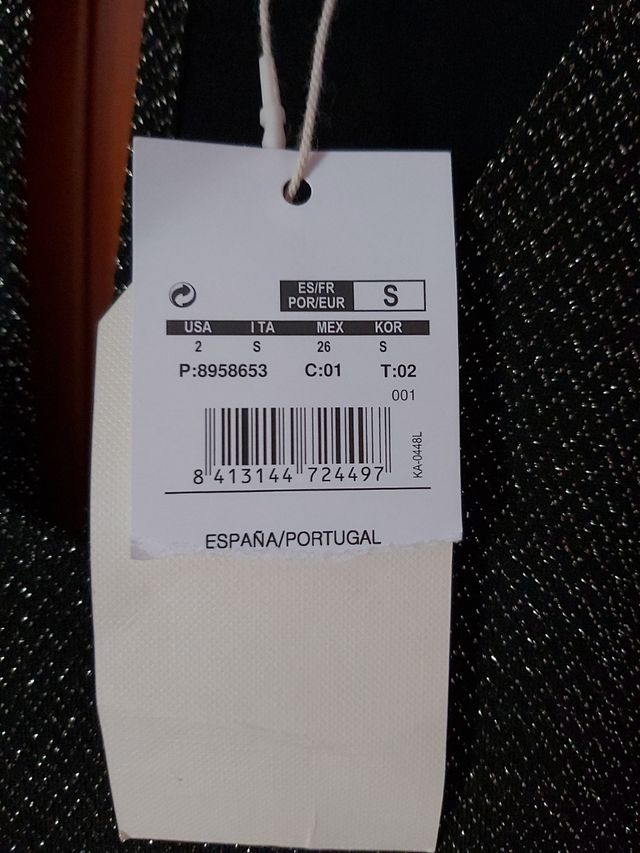 ES/FR
POR/EUR S
USA ITA MEX KOR
2 S 26 S
P:8958653 C:01 T:02
001
8 413144 724497
KA-0448L
ESPAÑA/PORTUGAL